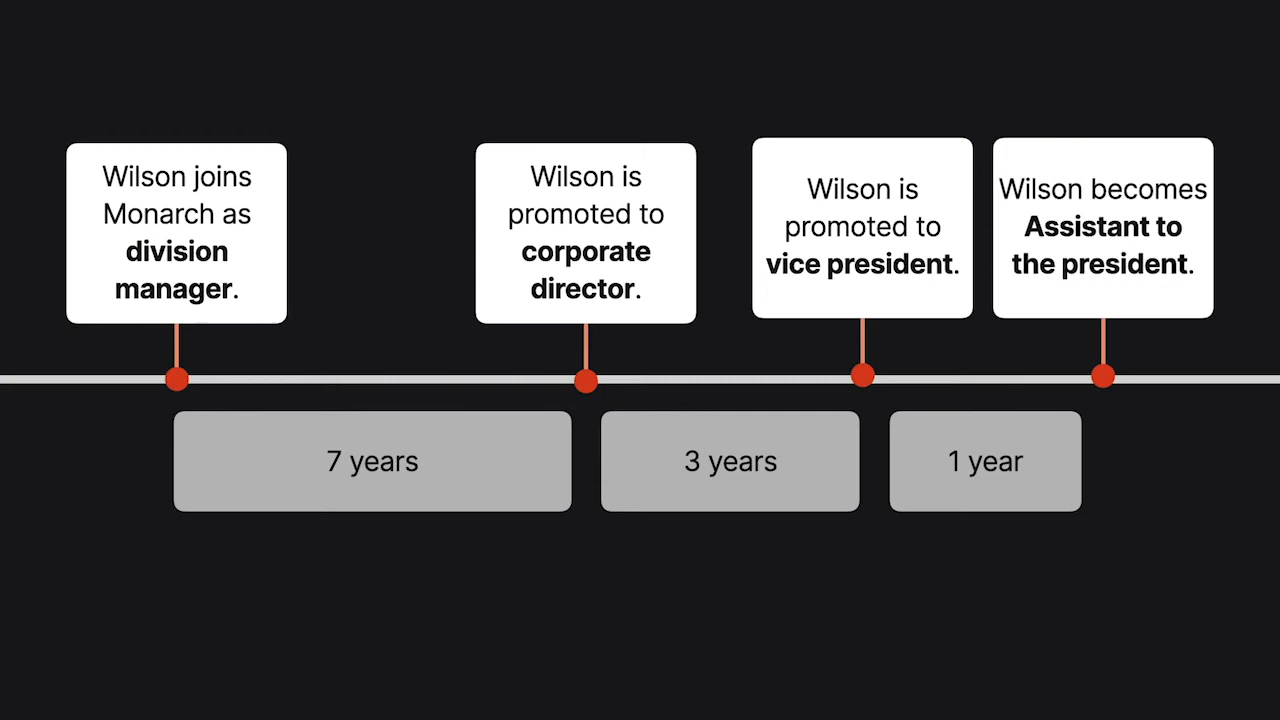 Wilson joins
Monarch as
division
manager.
Wilson is
promoted to
corporate
director.
Wilson is
promoted to
vice president.
Wilson becomes
Assistant to
the president.
7 years
3 years
1 year